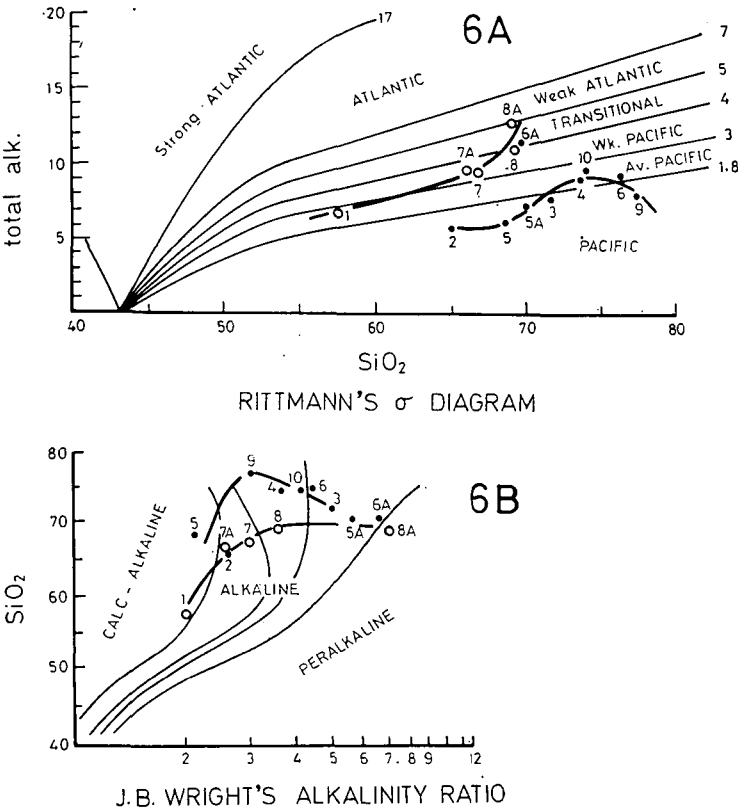 6A
20
15
10
5
total alk.
Strong-ATLANTIC
17
ATLANTIC
7
Weak ATLANTIC
5
TRANSITIONAL
4
Wk. PACIFIC
3
Av. PACIFIC
1.8
PACIFIC
8A
6A
7A
.8
7
1
10
4
6
9
3
5A
5
2
40 50 60 70 80
SiO₂
RITTMANN'S σ DIAGRAM
6B
80
70
60
50
40
SiO₂
CALC-ALKALINE
ALKALINE
PERALKALINE
9
10
4
6
3
5
7A
7
8
5A
6A
8A
2
1
2 3 4 5 6 7. 8 9 12
J.B. WRIGHT'S ALKALINITY RATIO